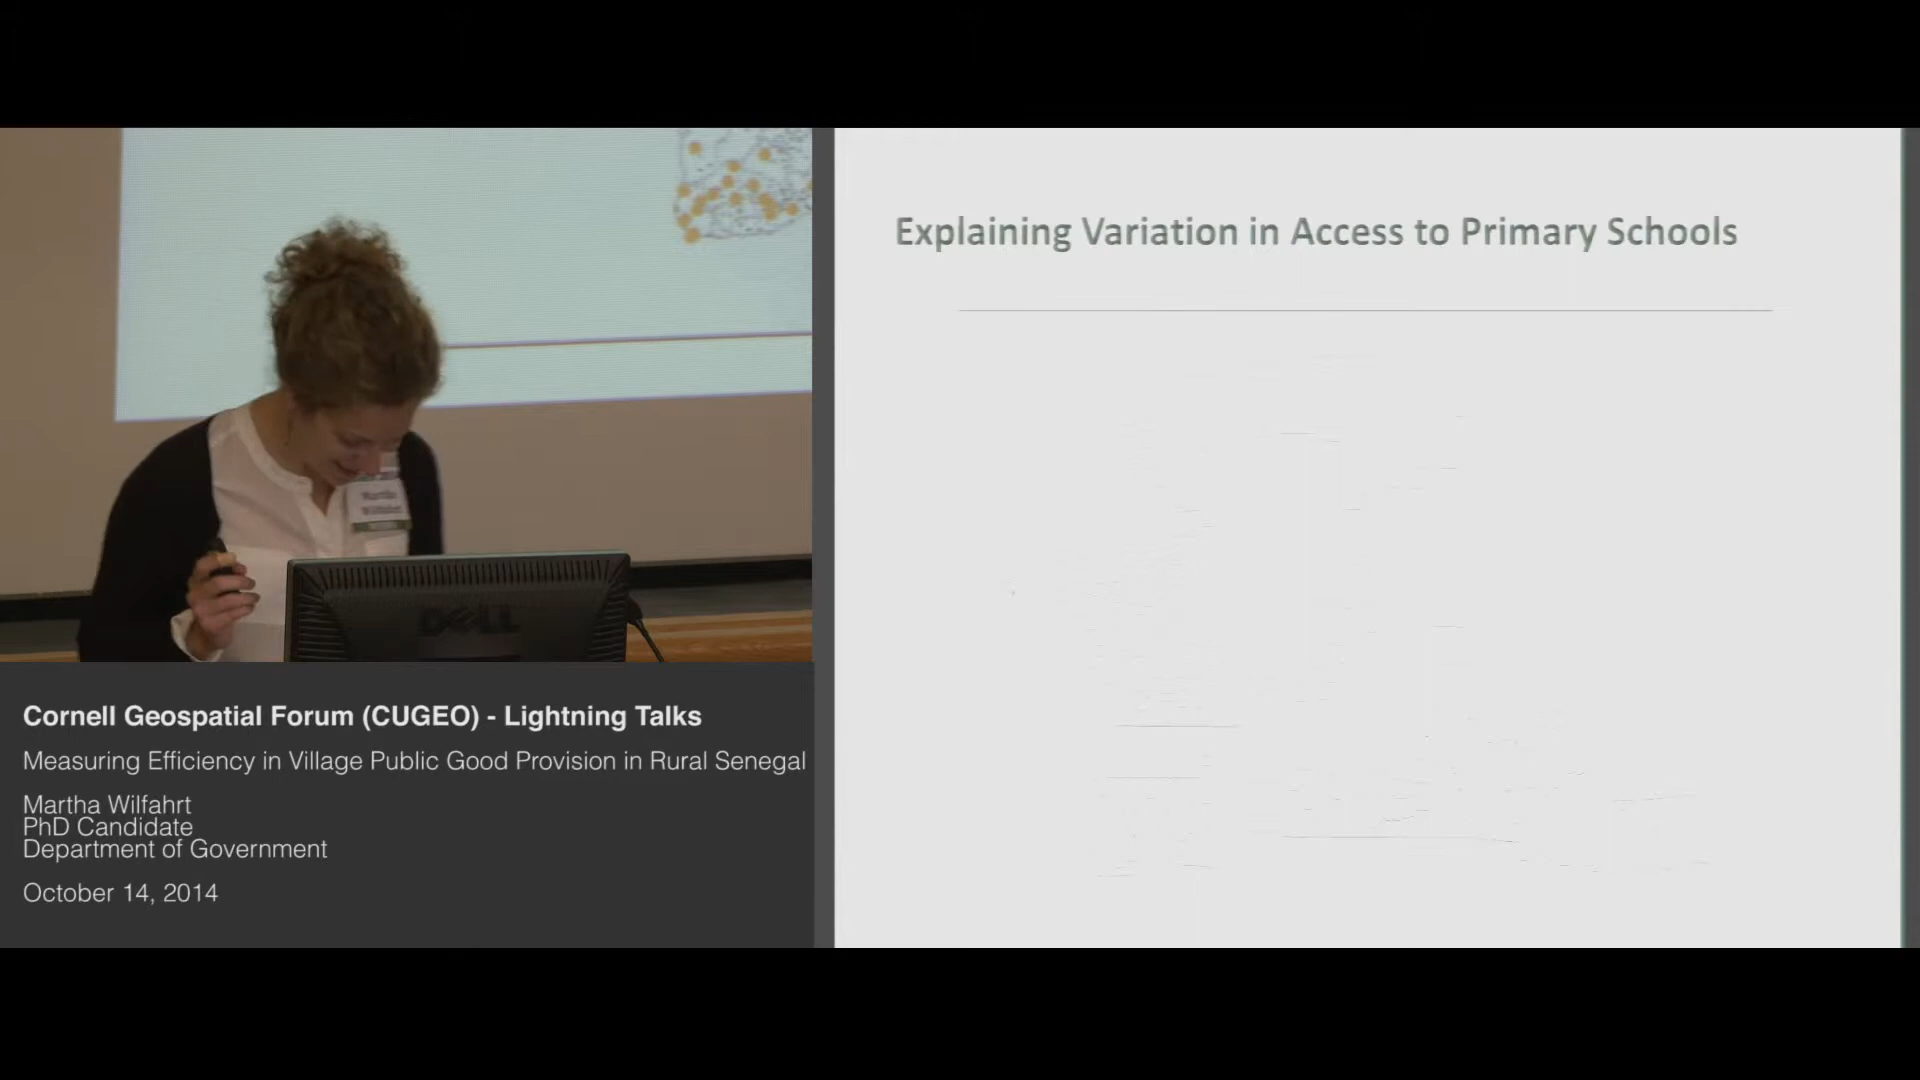 Explaining Variation in Access to Primary Schools
DELL
Cornell Geospatial Forum (CUGEO) - Lightning Talks
Measuring Efficiency in Village Public Good Provision in Rural Senegal
Martha Wilfahrt
PhD Candidate
Department of Government
October 14, 2014